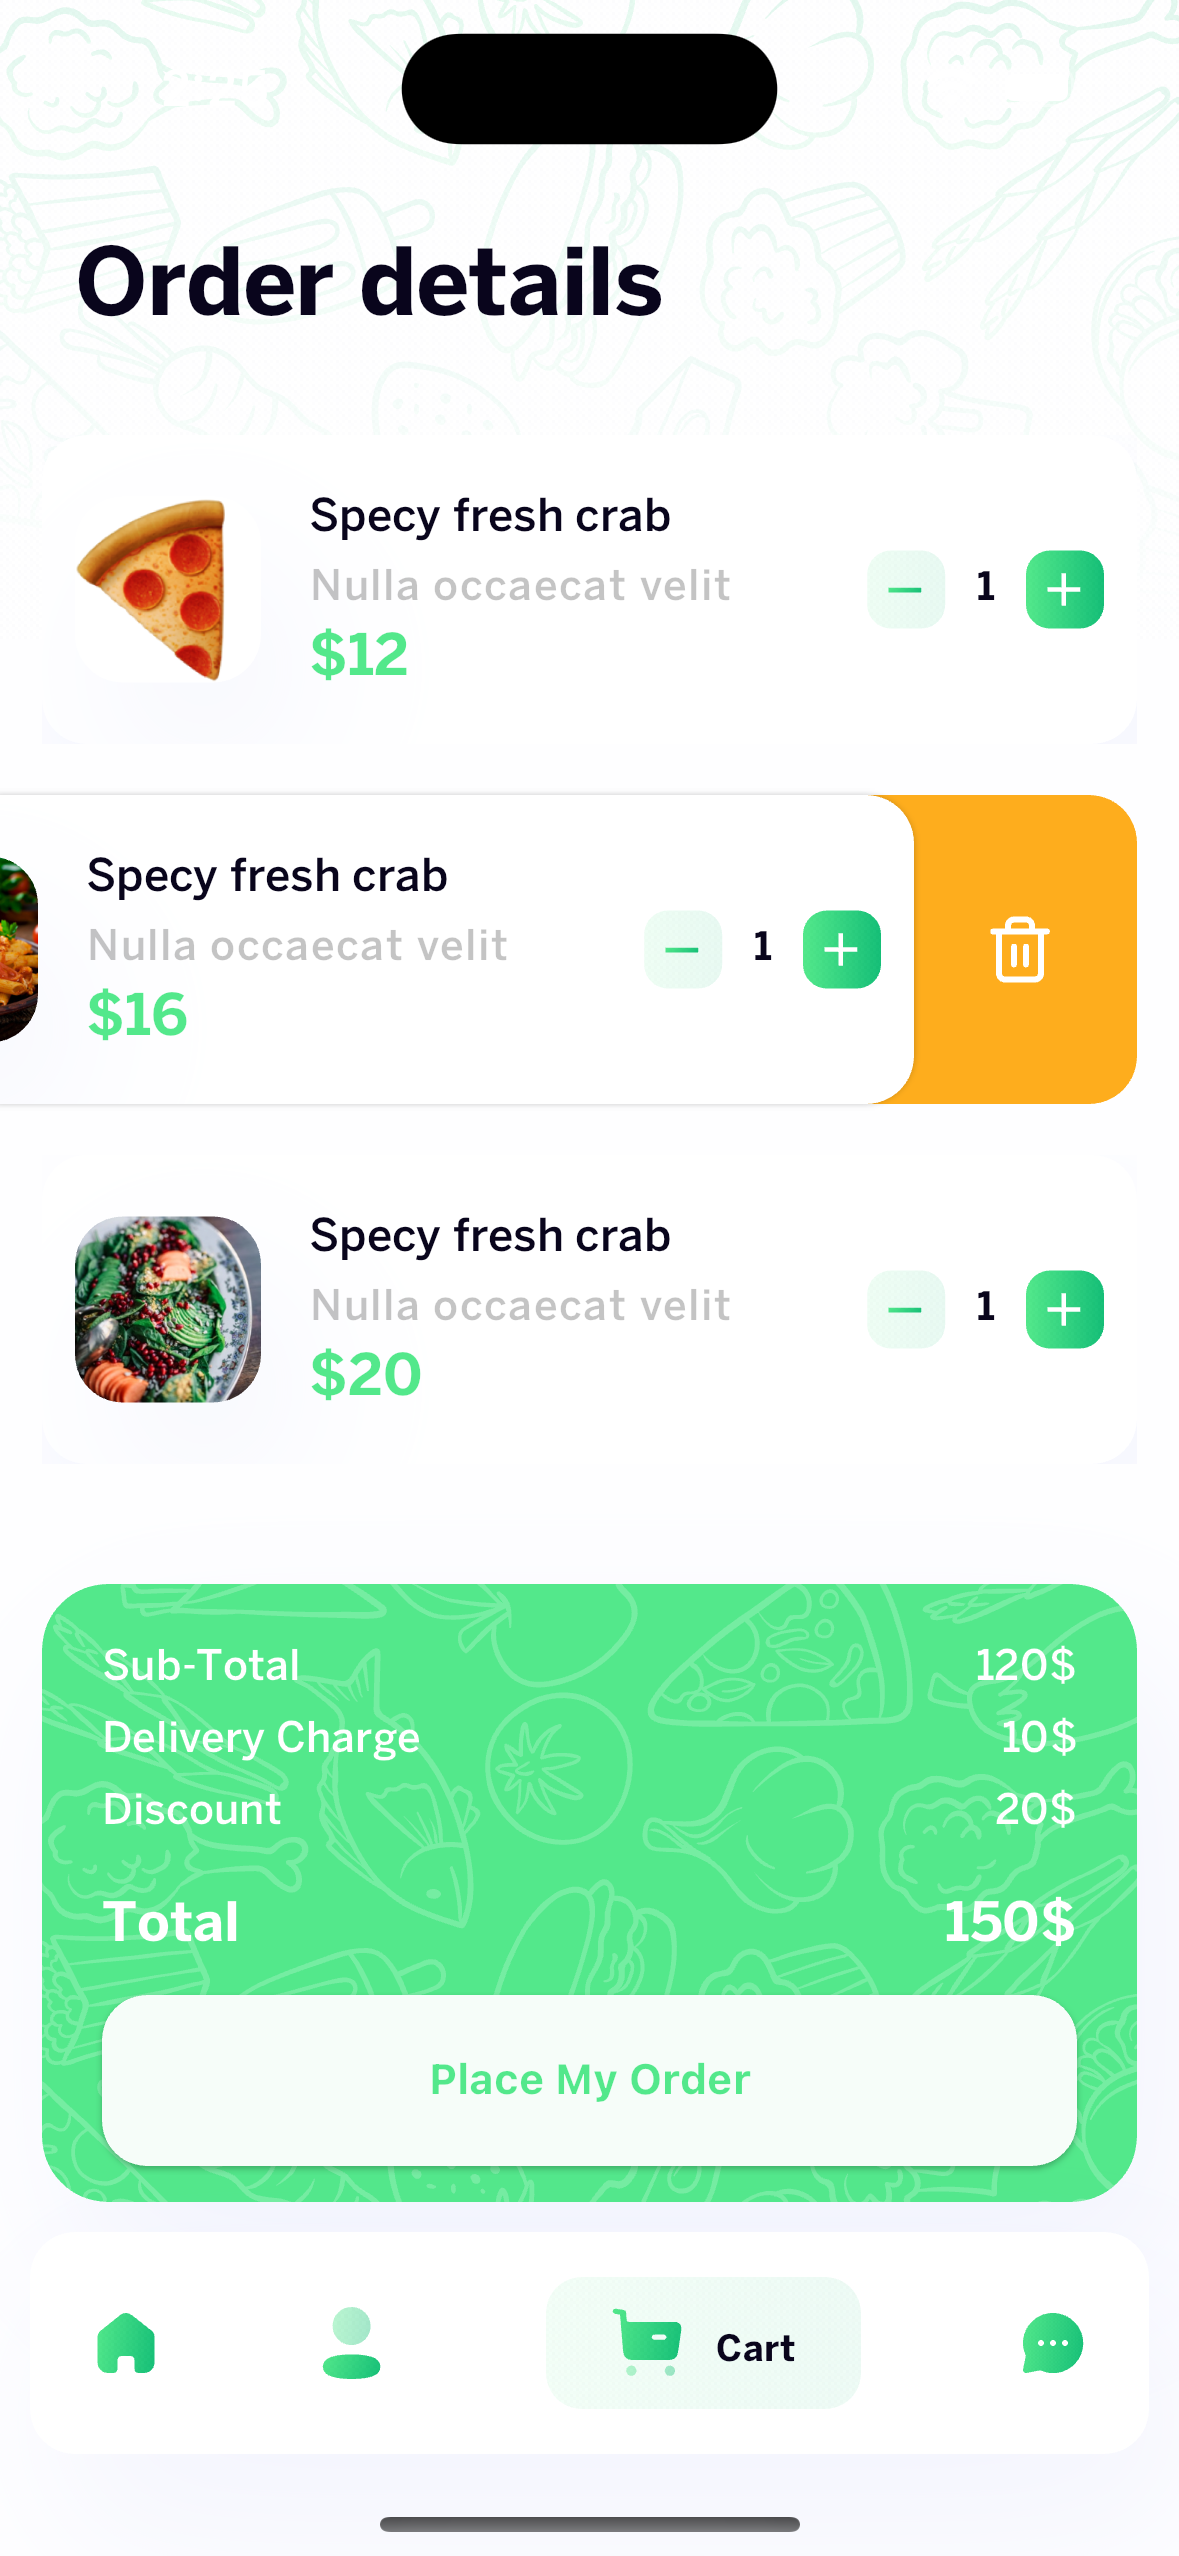 Order details
Specy fresh crab
Nulla occaecat velit
$12
1
Specy fresh crab
Nulla occaecat velit
$16
1
Specy fresh crab
Nulla occaecat velit
$20
1
Sub-Total 120$
Delivery Charge 10$
Discount 20$
Total 150$
Place My Order
Cart